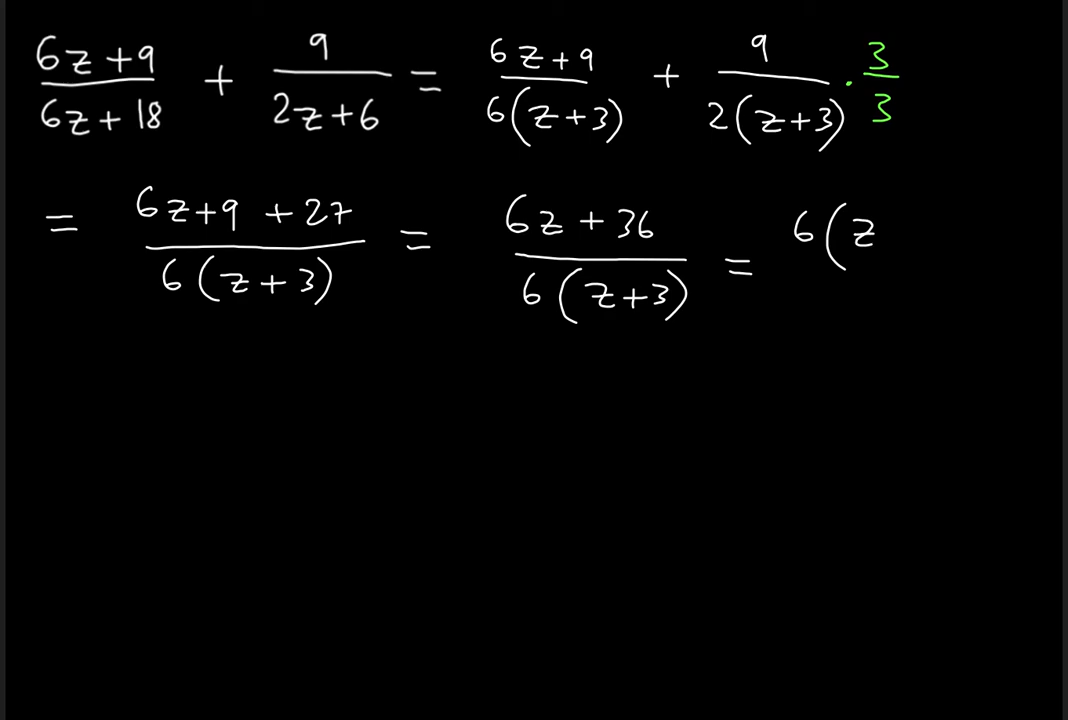 (6z+9)/(6z+18) + 9/(2z+6) = (6z+9)/(6(z+3)) + 9/(2(z+3)) · 3/3
= (6z+9+27)/(6(z+3)) = (6z+36)/(6(z+3)) = 6(z